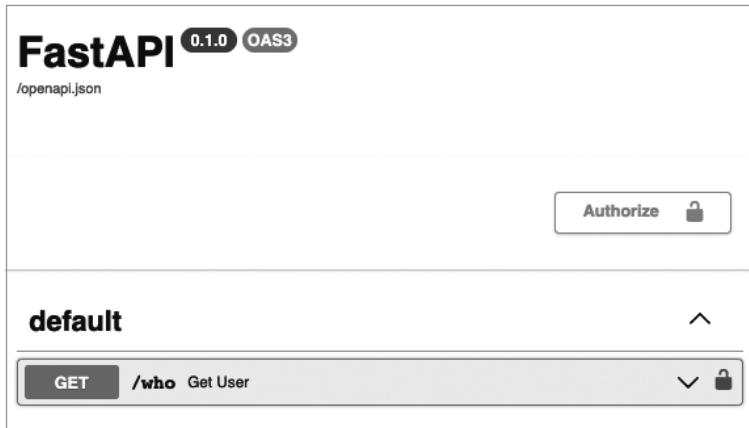 FastAPI 0.1.0 OAS3
/openapi.json
Authorize
default
GET /who Get User